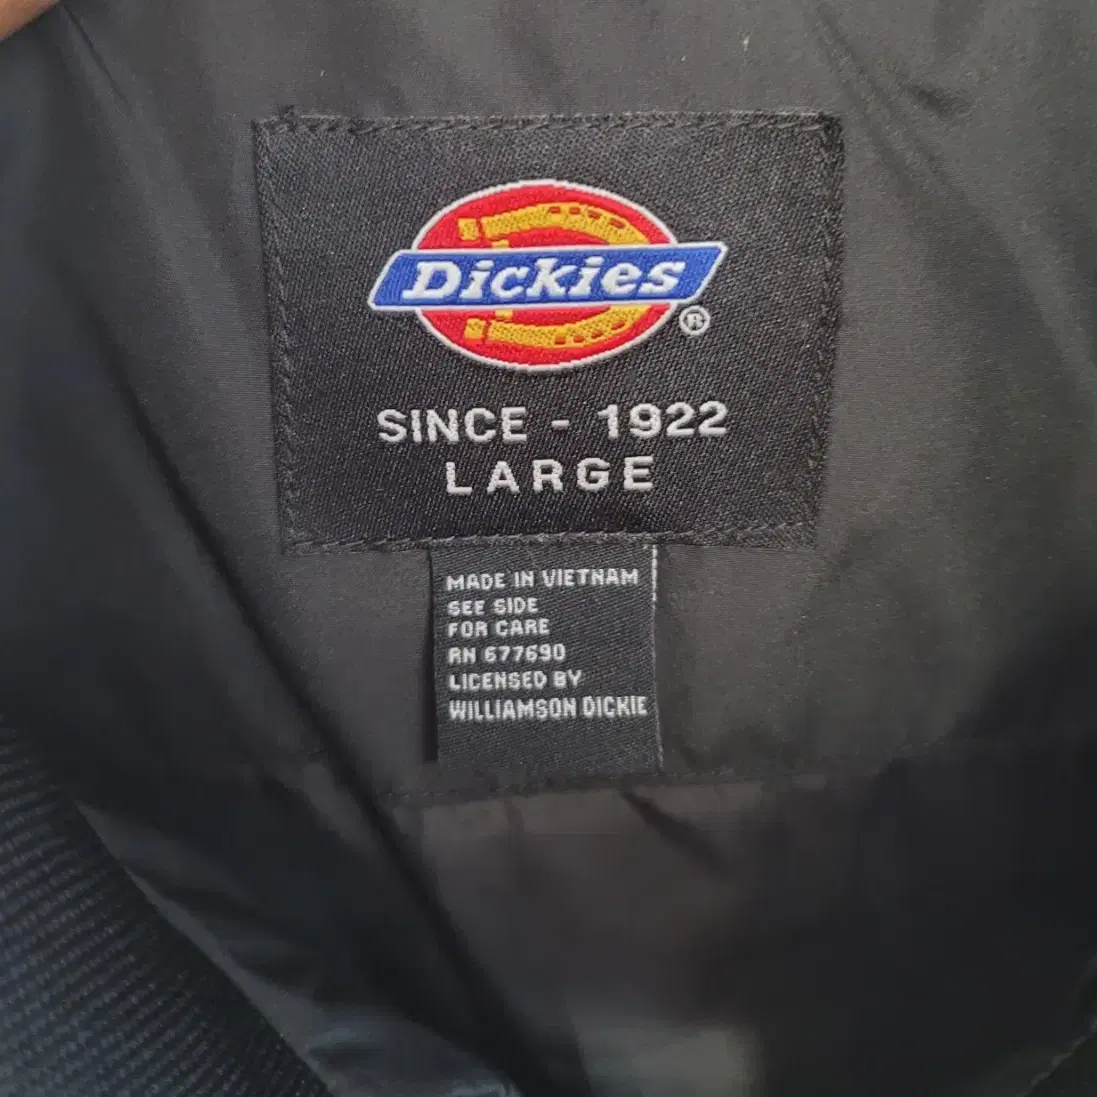 Dickies
®
SINCE - 1922
LARGE
MADE IN VIETNAM
SEE SIDE
FOR CARE
RN 677690
LICENSED BY
WILLIAMSON DICKIE